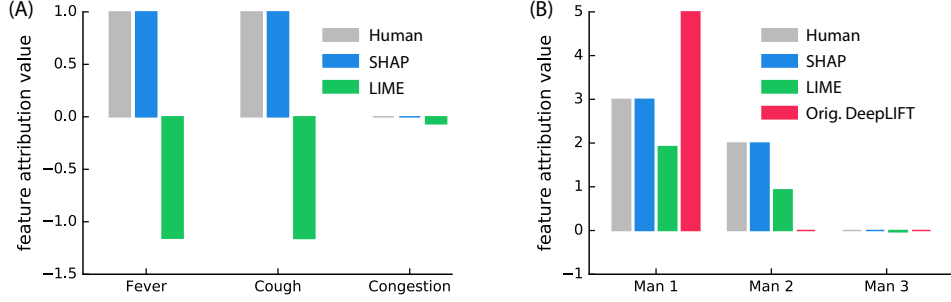 (A)
feature attribution value
1.0
0.5
0.0
−0.5
−1.0
−1.5
Human
SHAP
LIME
Fever
Cough
Congestion
(B)
feature attribution value
5
4
3
2
1
0
−1
Human
SHAP
LIME
Orig. DeepLIFT
Man 1
Man 2
Man 3